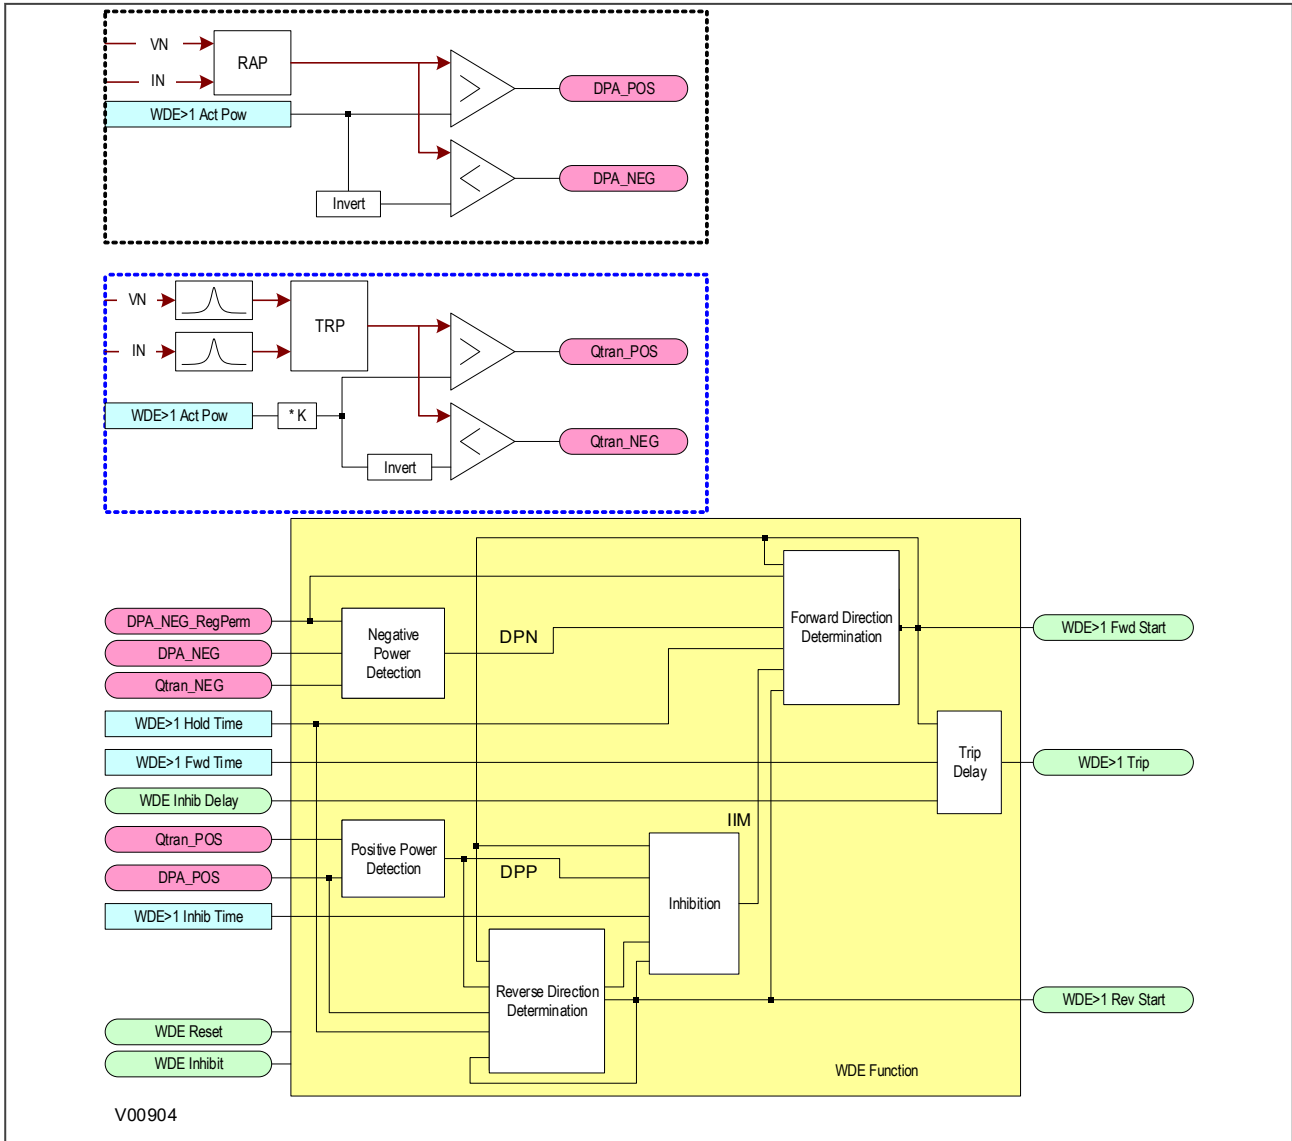 VN
RAP
IN
WDE>1 Act Pow
DPA_POS
DPA_NEG
Invert
VN
TRP
IN
WDE>1 Act Pow
* K
Qtran_POS
Qtran_NEG
Invert
DPA_NEG_RegPerm
DPA_NEG
Qtran_NEG
Negative
Power
Detection
DPN
Forward Direction
Determination
WDE>1 Fwd Start
WDE>1 Hold Time
WDE>1 Fwd Time
WDE Inhib Delay
Trip
Delay
WDE>1 Trip
Qtran_POS
DPA_POS
Positive Power
Detection
DPP
IIM
WDE>1 Inhib Time
Inhibition
Reverse Direction
Determination
WDE>1 Rev Start
WDE Reset
WDE Inhibit
WDE Function
V00904